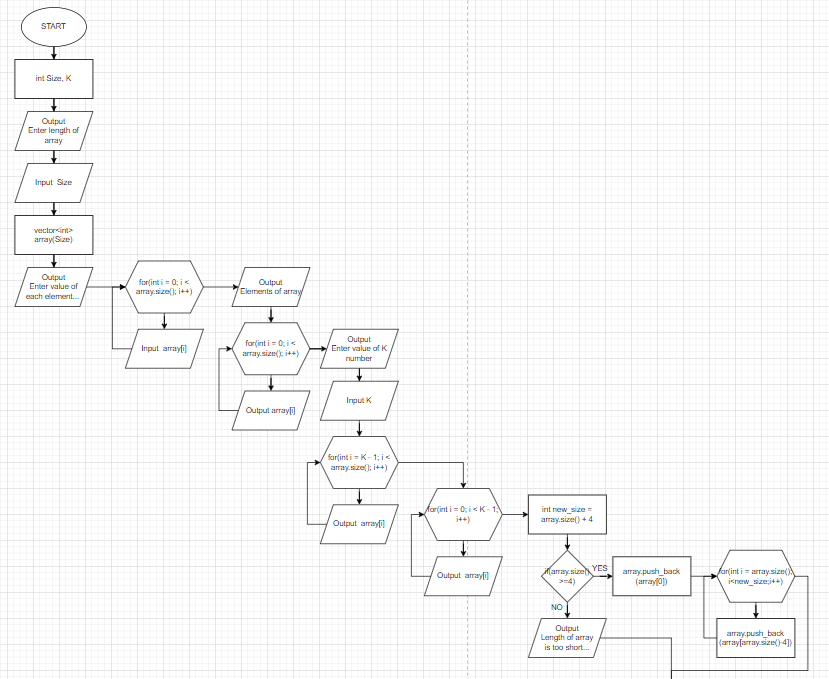 START
int Size, K
Output
Enter length of
array
Input Size
vector<int>
array(Size)
Output
Enter value of
each element...
for(int i = 0; i <
array.size(); i++)
Input array[i]
Output
Elements of array
for(int i = 0; i <
array.size(); i++)
Output array[i]
Output
Enter value of K
number
Input K
for(int i = K - 1; i <
array.size(); i++)
Output array[i]
for(int i = 0; i < K - 1;
i++)
Output array[i]
int new_size =
array.size() + 4
if(array.size()
>=4)
YES
NO
Output
Length of array
is too short...
array.push_back
(array[0])
for(int i = array.size();
i<new_size;i++)
array.push_back
(array[array.size()-4])